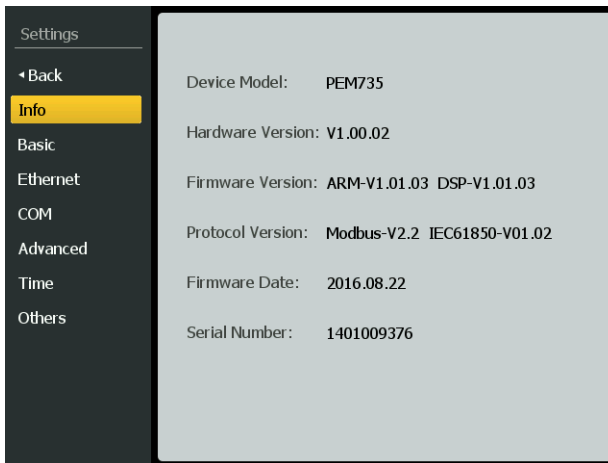 Settings
Back
Info
Basic
Ethernet
COM
Advanced
Time
Others
Device Model: PEM735
Hardware Version: V1.00.02
Firmware Version: ARM-V1.01.03 DSP-V1.01.03
Protocol Version: Modbus-V2.2 IEC61850-V01.02
Firmware Date: 2016.08.22
Serial Number: 1401009376